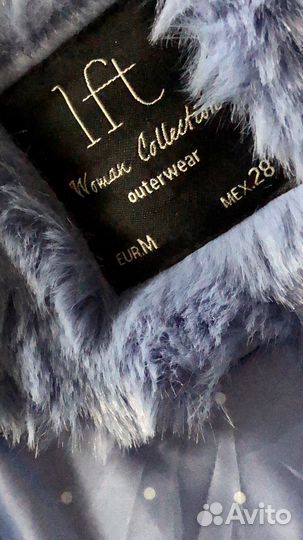 lft
Woman Collection
outerwear
EUR.M
MEX.28
Avito